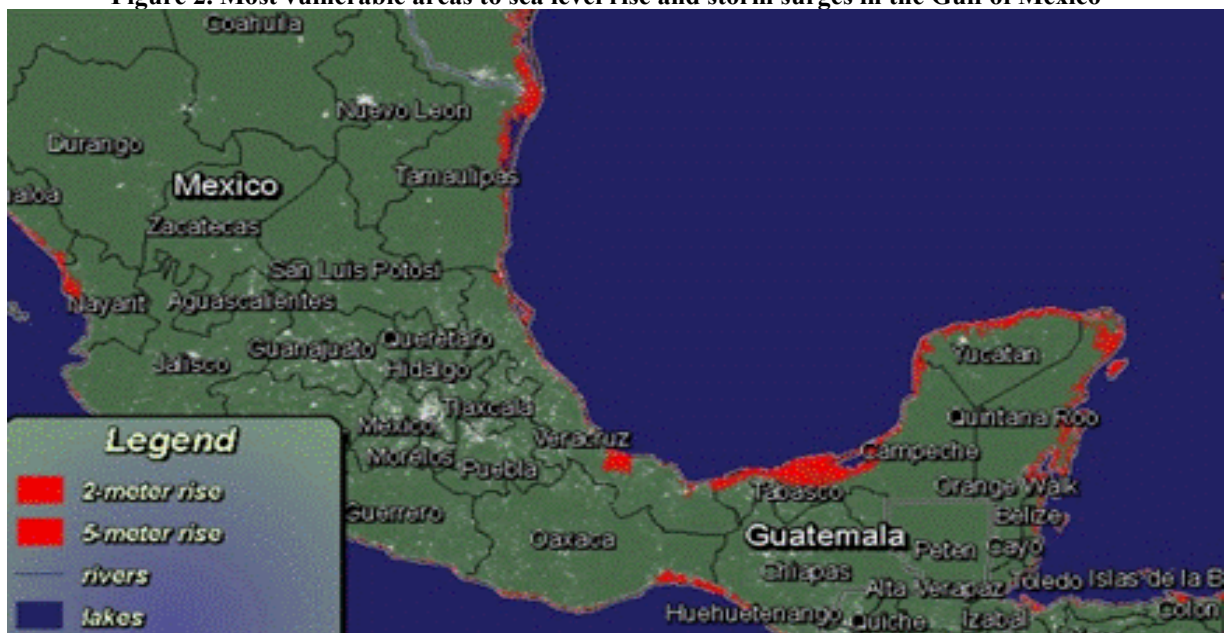 Figure 2. Most vulnerable areas to sea level rise and storm surges in the Gulf of Mexico
Coahuila
Nuevo Leon
Durango
Tamaulipas
Mexico
Zacatecas
San Luis Potosi
Nayarit
Aguascalientes
Guanajuato
Queretaro
Jalisco
Hidalgo
Yucatan
Tlaxcala
Mexico
Veracruz
Quintana Roo
Morelos
Puebla
Campeche
Tabasco
Orange Walk
Guerrero
Belize
Oaxaca
Guatemala
Peten
Cayo
Chiapas
Alta Verapaz
Toledo
Islas de la B
Huehuetenango
Quiche
Izabal
Colon
Legend
2-meter rise
5-meter rise
rivers
lakes